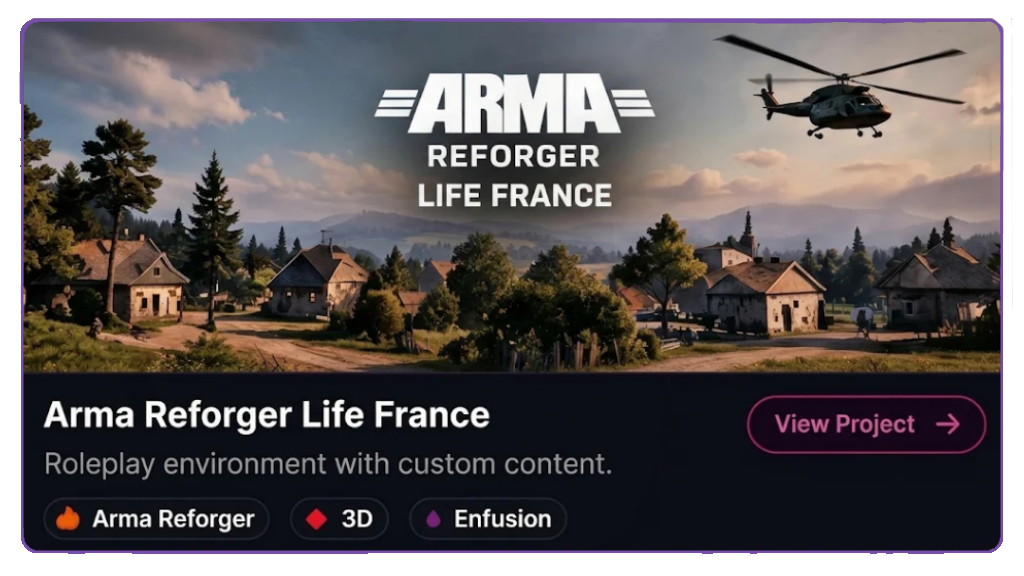 ARMA
REFORGER
LIFE FRANCE
Arma Reforger Life France
View Project
Roleplay environment with custom content.
Arma Reforger
3D
Enfusion